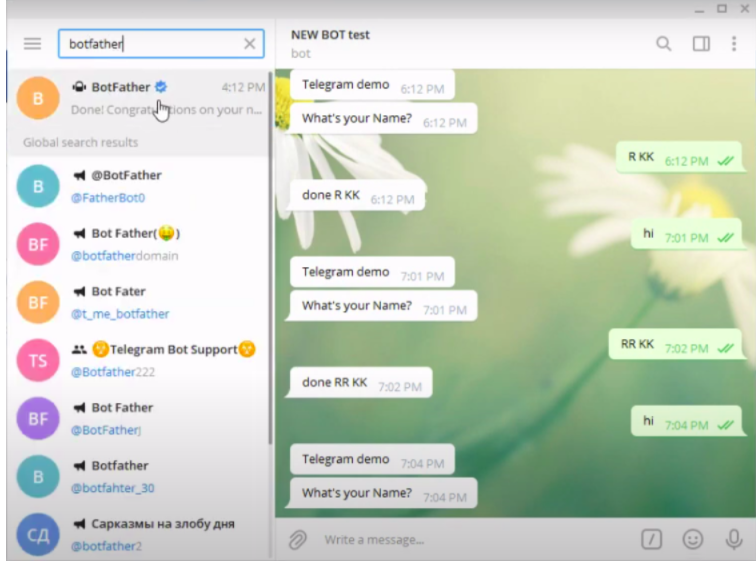 botfather
BotFather 4:12 PM
Done! Congratulations on your n...
Global search results
B
B
@BotFather
@FatherBot0
BF
Bot Father(🤑)
@botfatherdomain
BF
Bot Fater
@t_me_botfather
TS
Telegram Bot Support
@Botfather222
BF
Bot Father
@BotFatherj
B
Botfather
@botfahter_30
СД
Сарказмы на злобу дня
@botfather2
NEW BOT test
bot
Telegram demo 6:12 PM
What's your Name? 6:12 PM
R KK 6:12 PM
done R KK 6:12 PM
hi 7:01 PM
Telegram demo 7:01 PM
What's your Name? 7:01 PM
RR KK 7:02 PM
done RR KK 7:02 PM
hi 7:04 PM
Telegram demo 7:04 PM
What's your Name? 7:04 PM
Write a message...